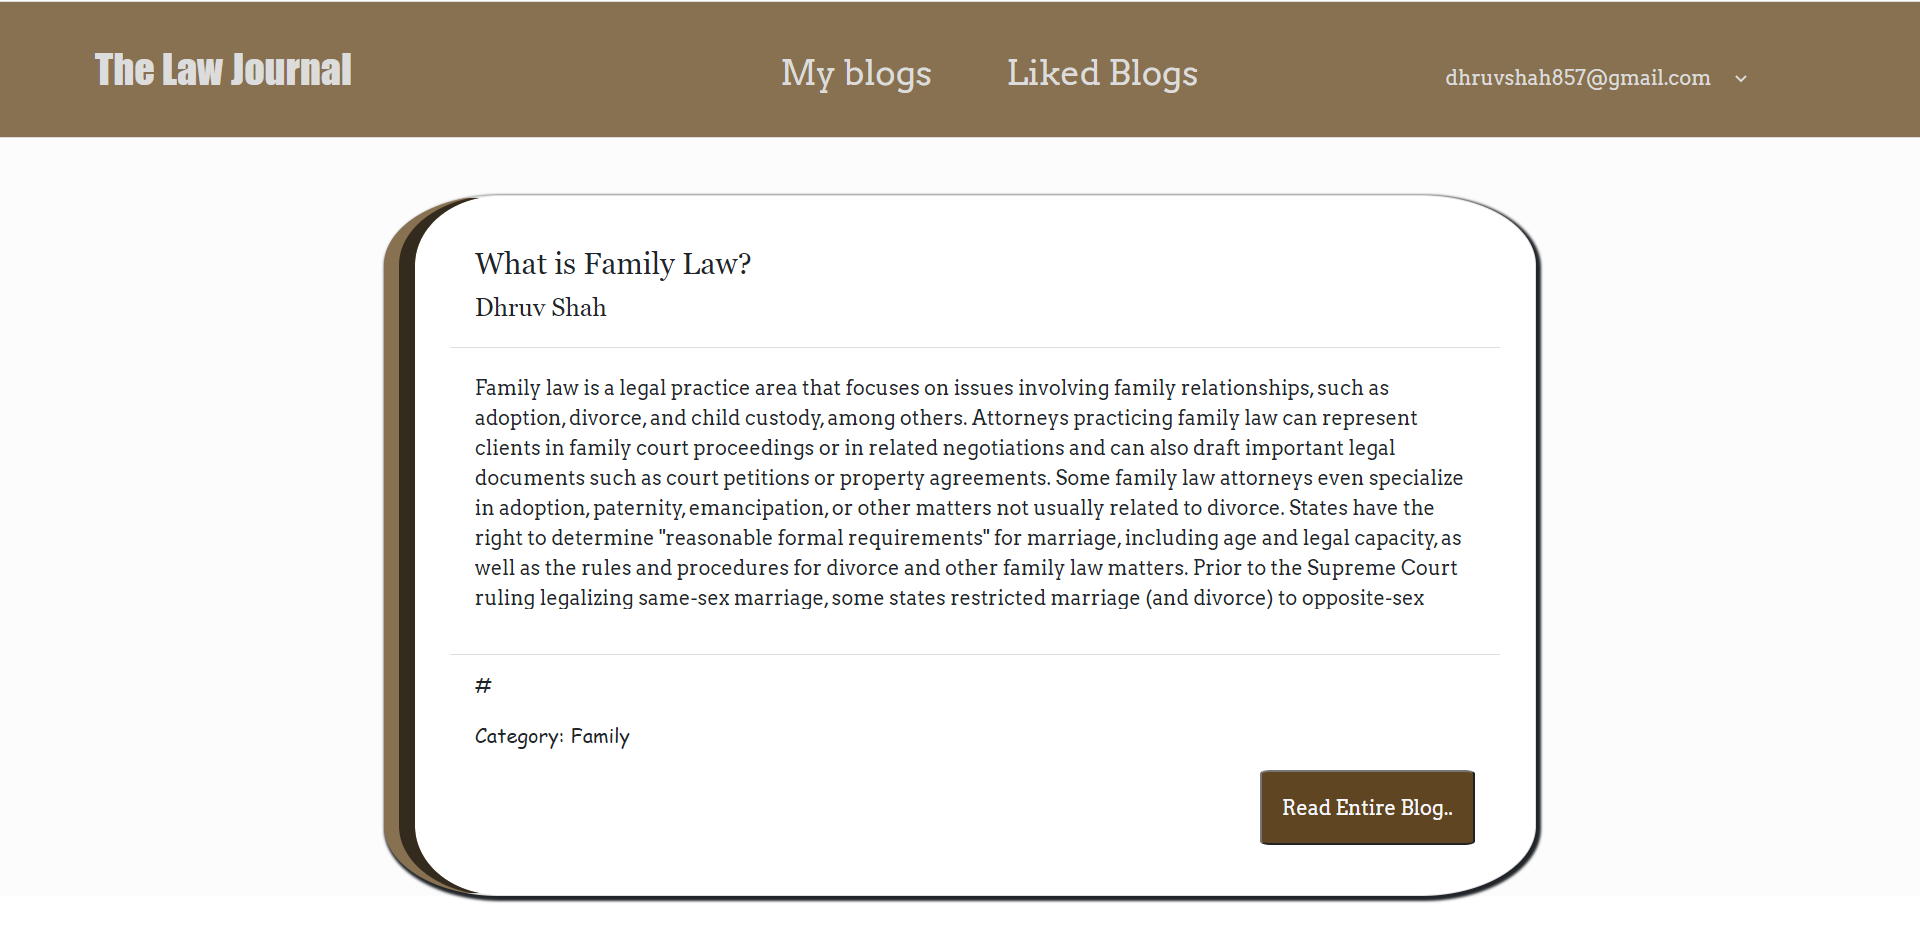 The Law Journal
My blogs
Liked Blogs
dhruvshah857@gmail.com
What is Family Law?
Dhruv Shah
Family law is a legal practice area that focuses on issues involving family relationships, such as
adoption, divorce, and child custody, among others. Attorneys practicing family law can represent
clients in family court proceedings or in related negotiations and can also draft important legal
documents such as court petitions or property agreements. Some family law attorneys even specialize
in adoption, paternity, emancipation, or other matters not usually related to divorce. States have the
right to determine "reasonable formal requirements" for marriage, including age and legal capacity, as
well as the rules and procedures for divorce and other family law matters. Prior to the Supreme Court
ruling legalizing same-sex marriage, some states restricted marriage (and divorce) to opposite-sex
#
Category: Family
Read Entire Blog..